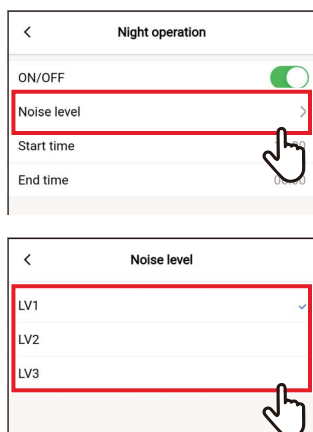 Night operation
ON/OFF
Noise level
Start time
End time
Noise level
LV1
LV2
LV3